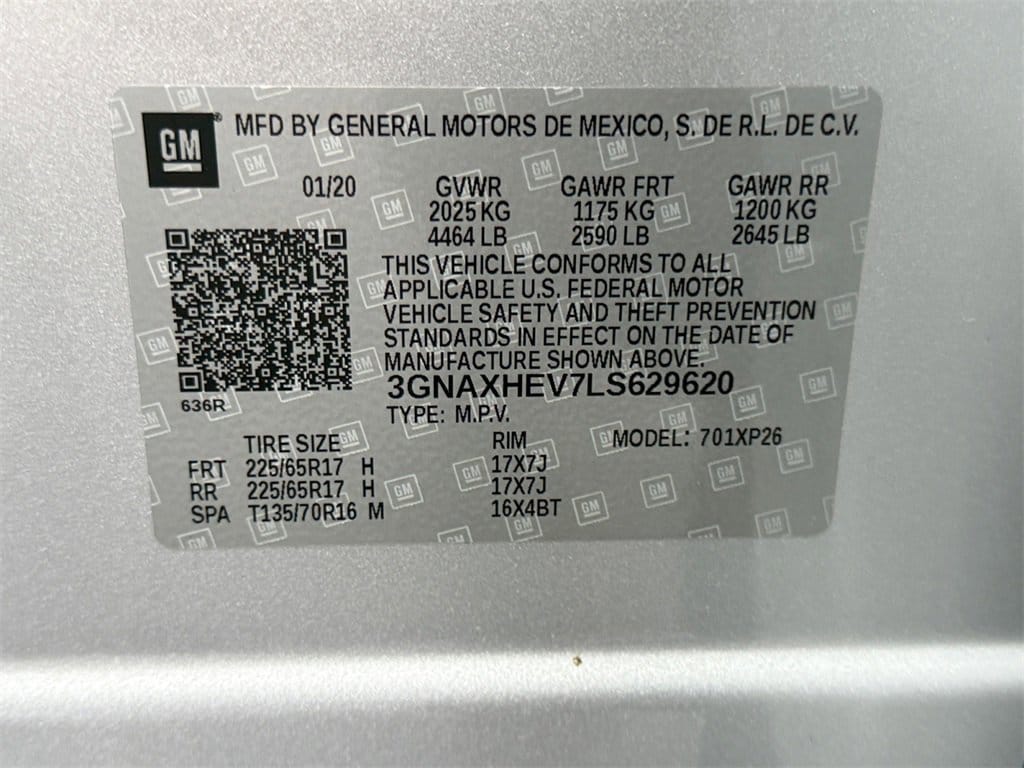 GM® MFD BY GENERAL MOTORS DE MEXICO, S. DE R.L. DE C.V.
01/20 GVWR GAWR FRT GAWR RR
2025 KG 1175 KG 1200 KG
4464 LB 2590 LB 2645 LB
THIS VEHICLE CONFORMS TO ALL
APPLICABLE U.S. FEDERAL MOTOR
VEHICLE SAFETY AND THEFT PREVENTION
STANDARDS IN EFFECT ON THE DATE OF
MANUFACTURE SHOWN ABOVE.
3GNAXHEV7LS629620
636R
TYPE: M.P.V.
TIRE SIZE RIM MODEL: 701XP26
FRT 225/65R17 H 17X7J
RR 225/65R17 H 17X7J
SPA T135/70R16 M 16X4BT